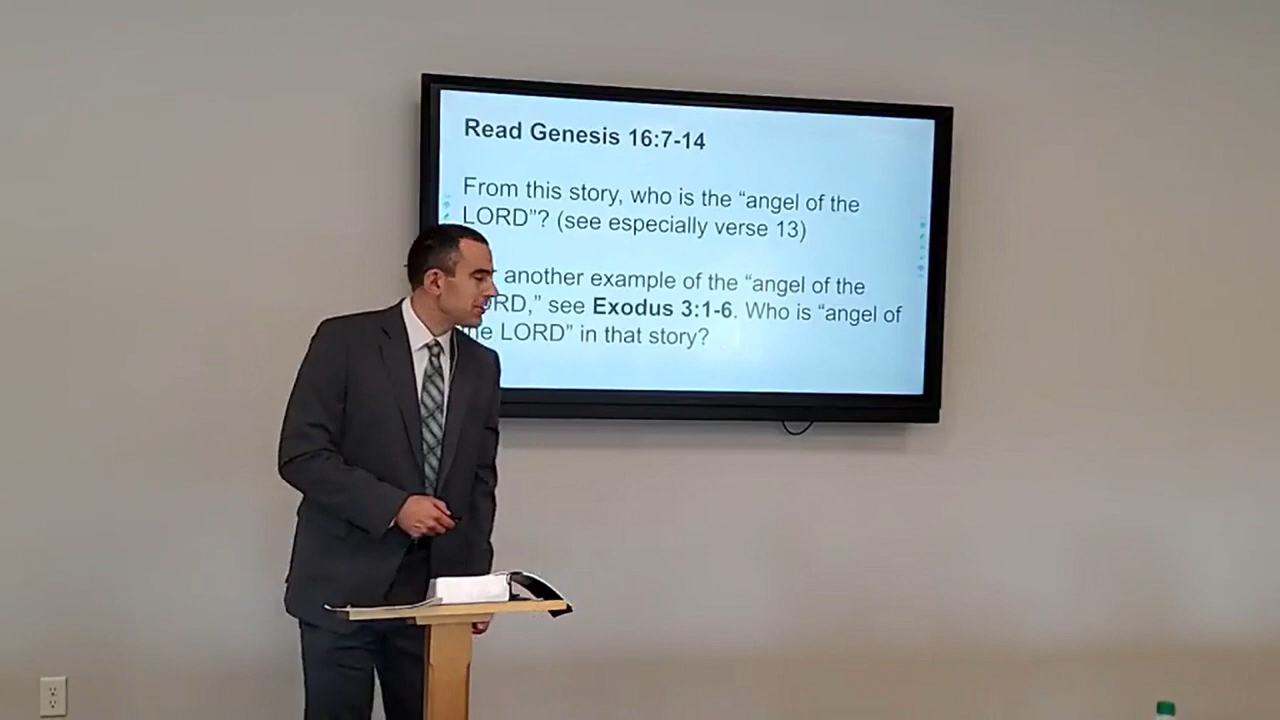 Read Genesis 16:7-14
From this story, who is the “angel of the
LORD”? (see especially verse 13)
another example of the “angel of the
ORD,” see Exodus 3:1-6. Who is “angel of
he LORD” in that story?